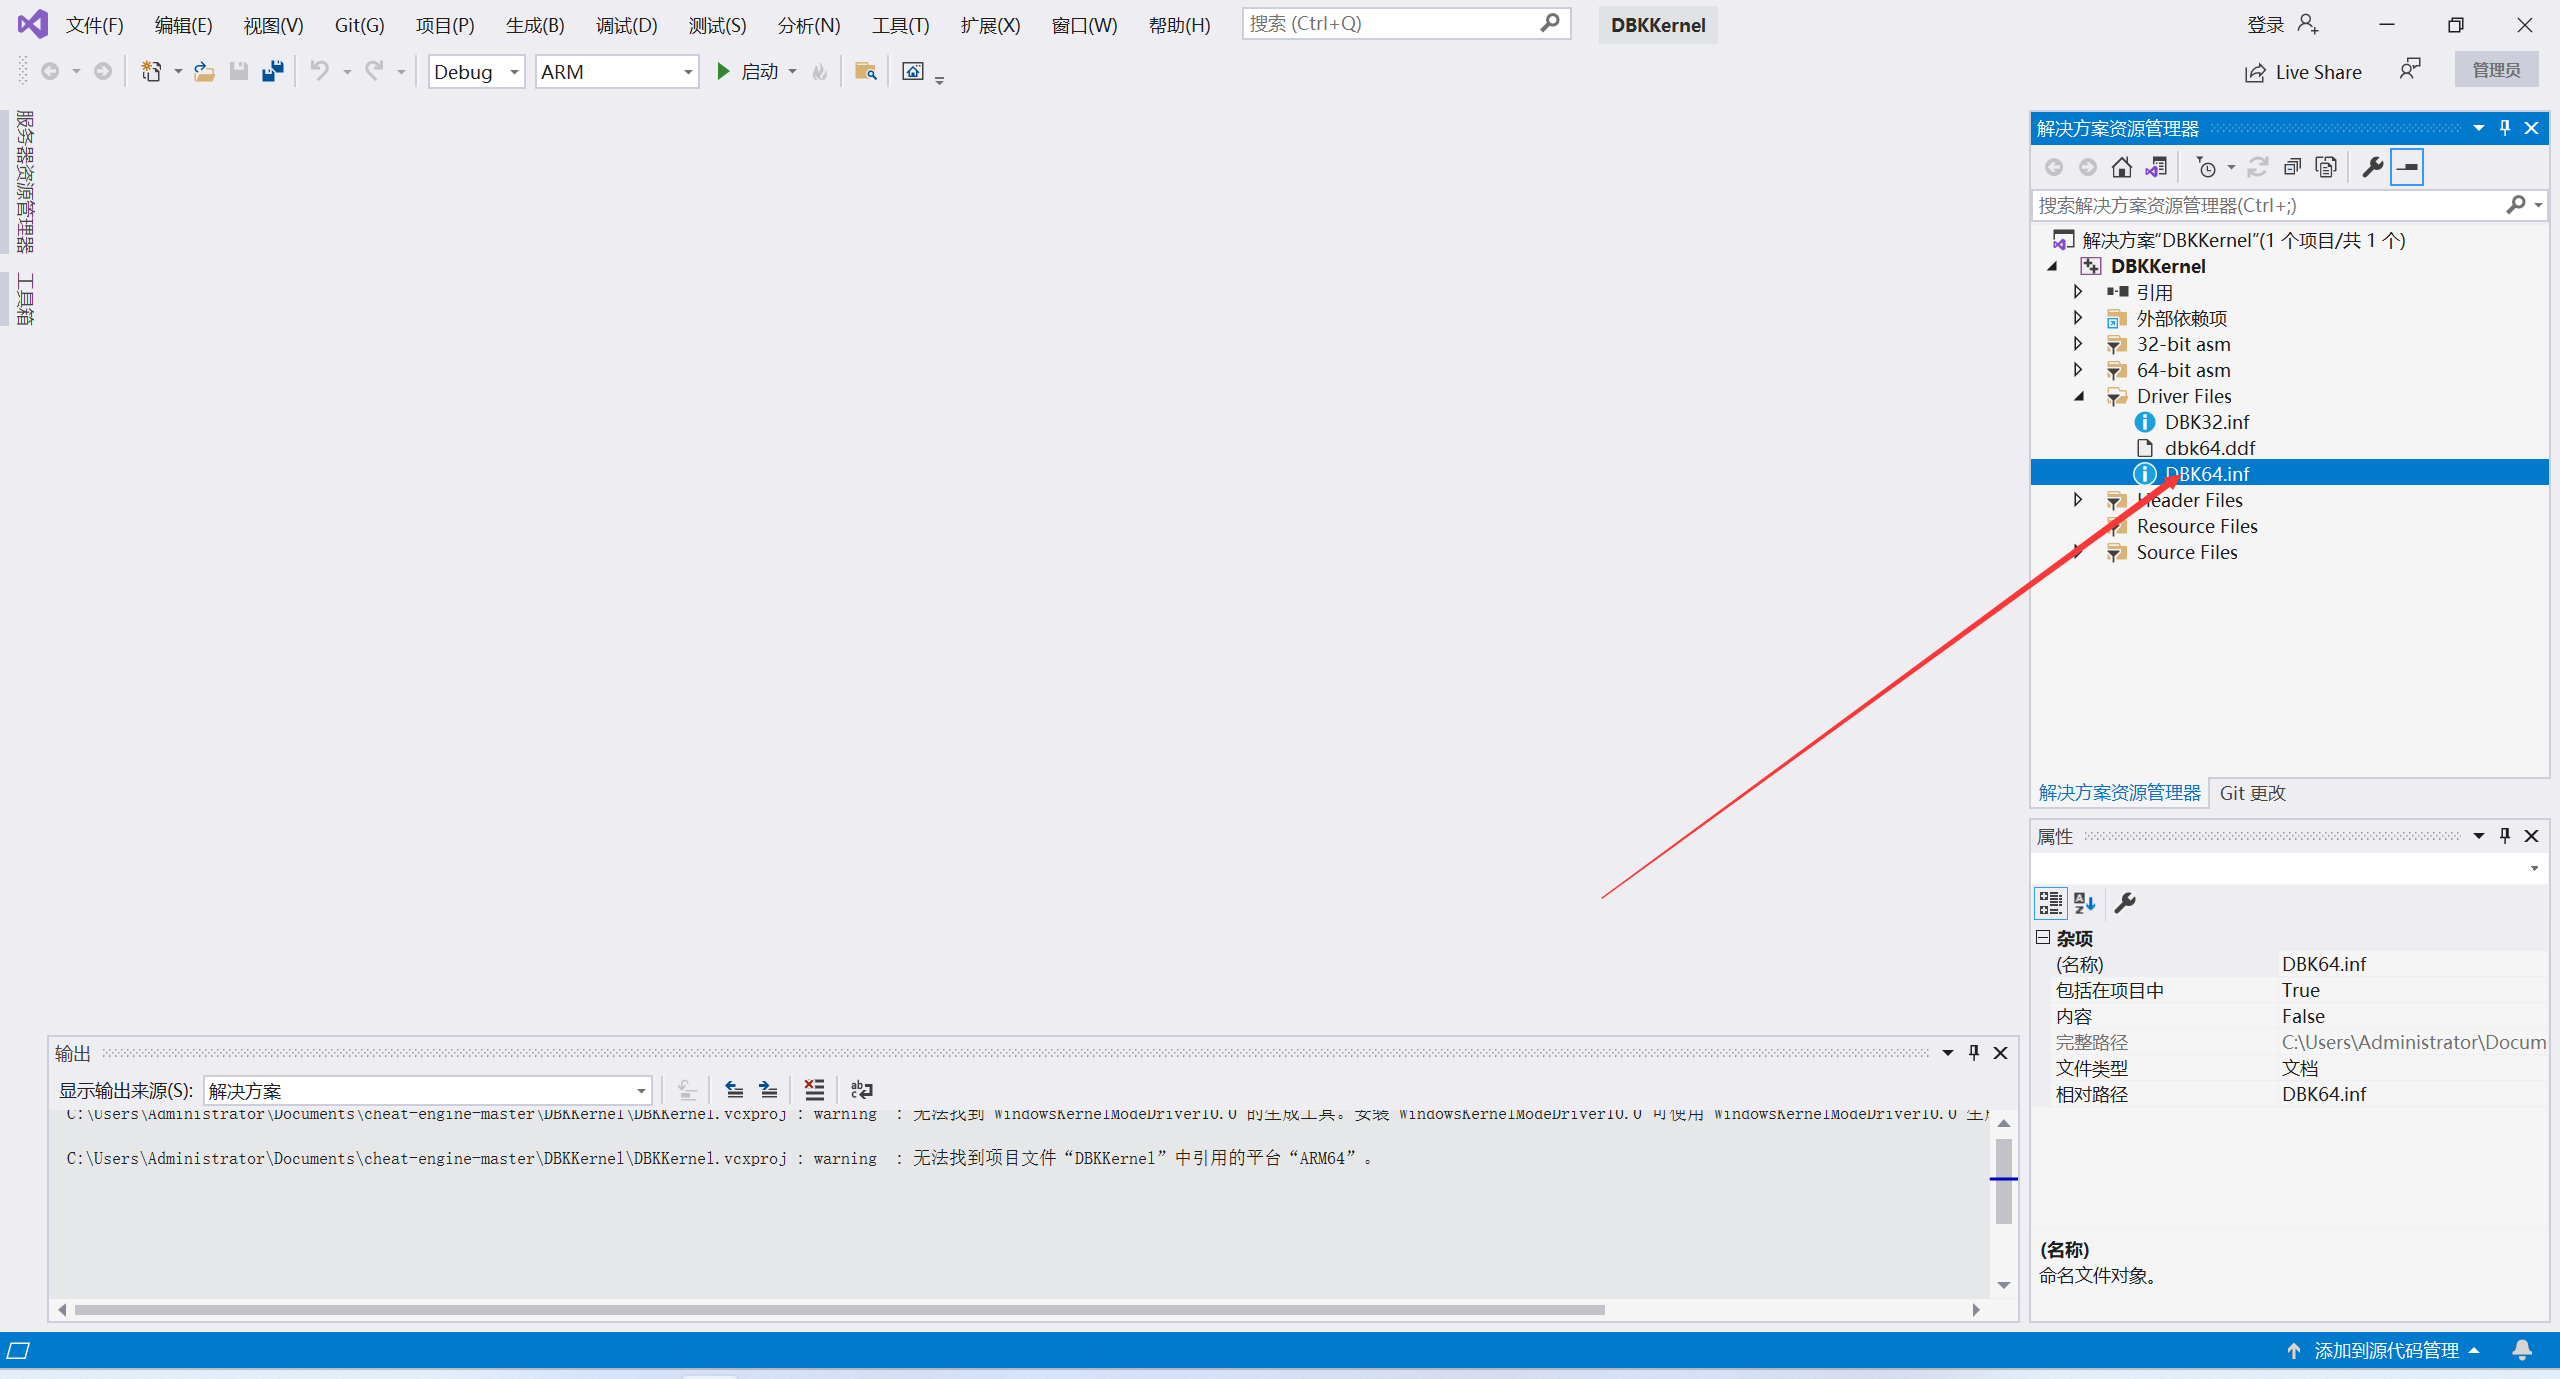 文件(F) 编辑(E) 视图(V) Git(G) 项目(P) 生成(B) 调试(D) 测试(S) 分析(N) 工具(T) 扩展(X) 窗口(W) 帮助(H) 搜索 (Ctrl+Q) DBKKernel 登录
Debug ARM 启动 Live Share 管理员
服务器资源管理器
工具箱
解决方案资源管理器
搜索解决方案资源管理器(Ctrl+;)
解决方案“DBKKernel”(1 个项目/共 1 个)
DBKKernel
引用
外部依赖项
32-bit asm
64-bit asm
Driver Files
DBK32.inf
dbk64.ddf
DBK64.inf
Header Files
Resource Files
Source Files
解决方案资源管理器 Git 更改
属性
杂项
(名称) DBK64.inf
包括在项目中 True
内容 False
完整路径 C:\Users\Administrator\Docum
文件类型 文档
相对路径 DBK64.inf
(名称)
命名文件对象。
输出
显示输出来源(S): 解决方案
C:\Users\Administrator\Documents\cheat-engine-master\DBKKernel\DBKKernel.vcxproj : warning : 无法找到 WindowsKernelModeDriver10.0 的生成工具。安装 WindowsKernelModeDriver10.0 可使用 WindowsKernelModeDriver10.0 生
C:\Users\Administrator\Documents\cheat-engine-master\DBKKernel\DBKKernel.vcxproj : warning : 无法找到项目文件“DBKKernel”中引用的平台“ARM64”。
添加到源代码管理